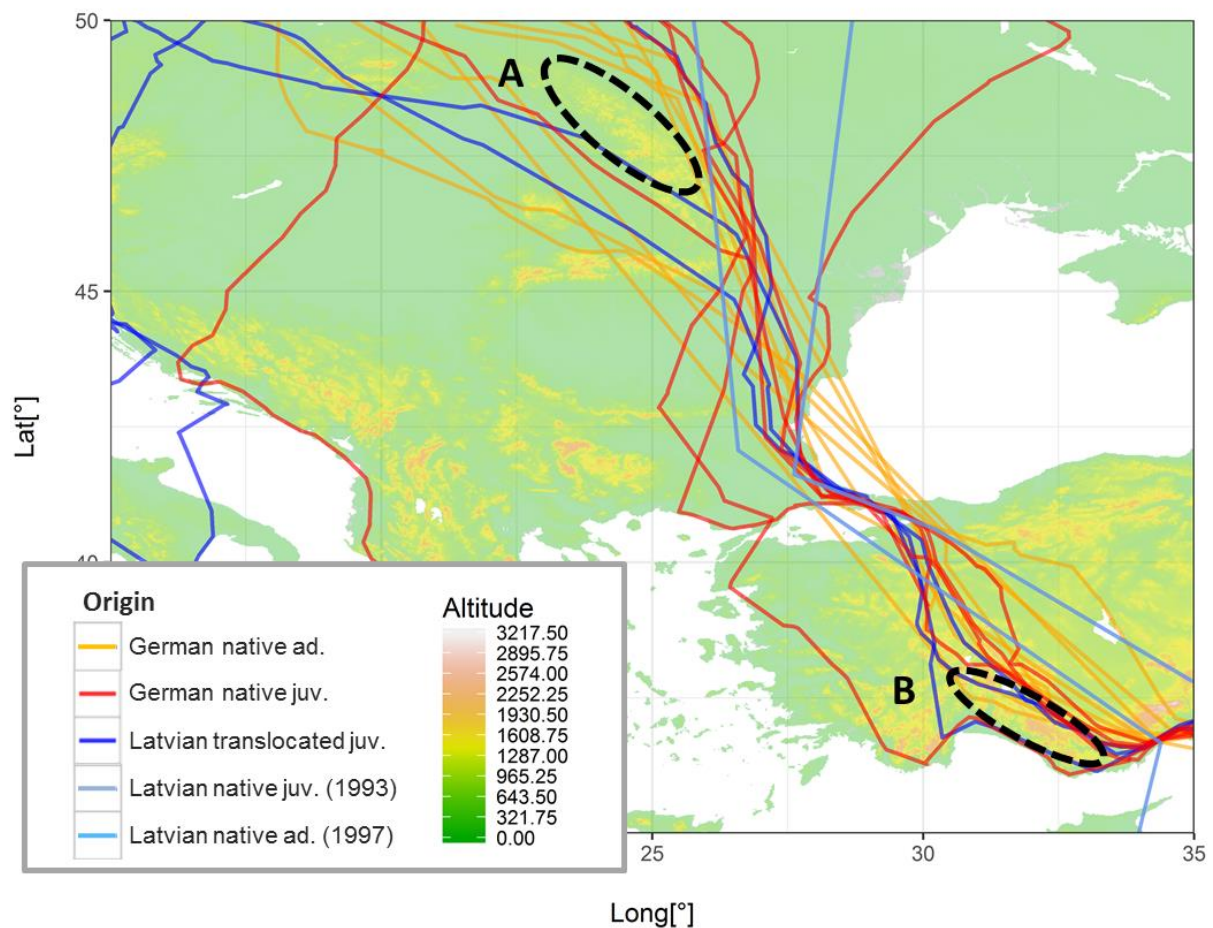 50
A
45
Lat[°]
40
Origin
German native ad.
German native juv.
Latvian translocated juv.
Latvian native juv. (1993)
Latvian native ad. (1997)
Altitude
3217.50
2895.75
2574.00
2252.25
1930.50
1608.75
1287.00
965.25
643.50
321.75
0.00
B
25
30
35
Long[°]